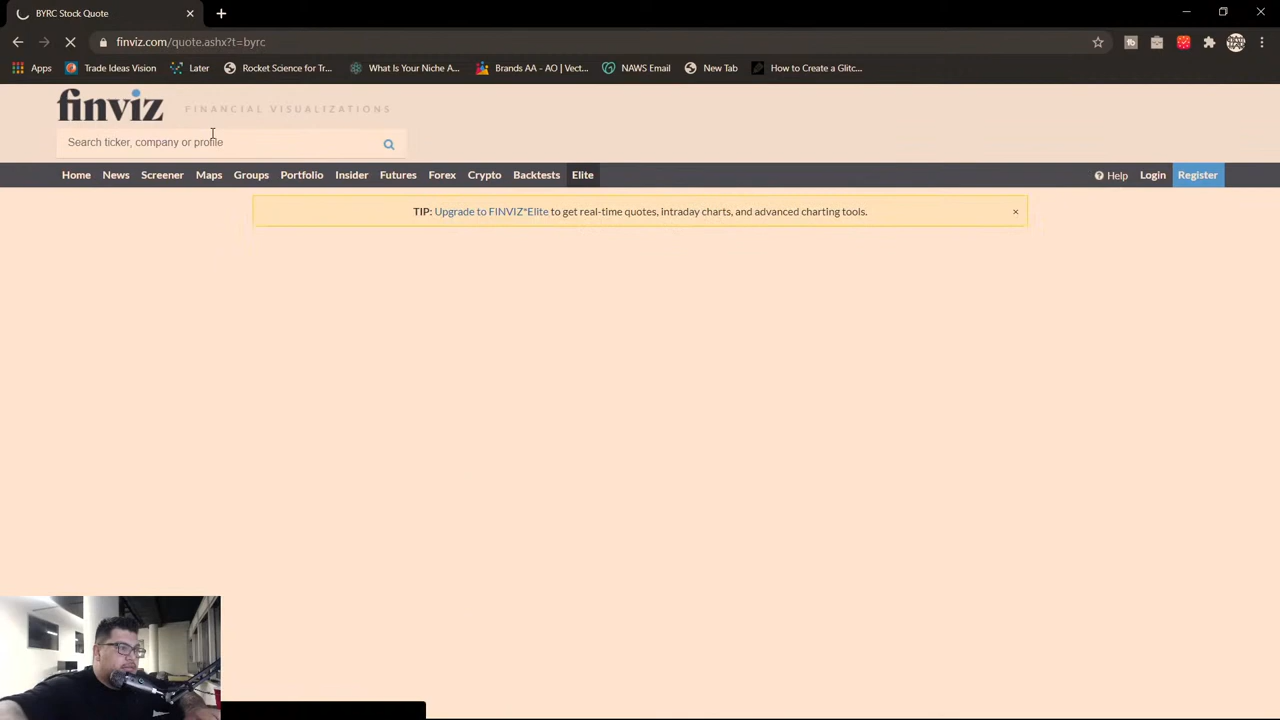 BYRC Stock Quote
finviz.com/quote.ashx?t=byrc
Apps Trade Ideas Vision Later Rocket Science for Tr... What Is Your Niche A... Brands AA - AO | Vect... NAWS Email New Tab How to Create a Glitc...
finviz FINANCIAL VISUALIZATIONS
Search ticker, company or profile
Home News Screener Maps Groups Portfolio Insider Futures Forex Crypto Backtests Elite Help Login Register
TIP: Upgrade to FINVIZ*Elite to get real-time quotes, intraday charts, and advanced charting tools. ×